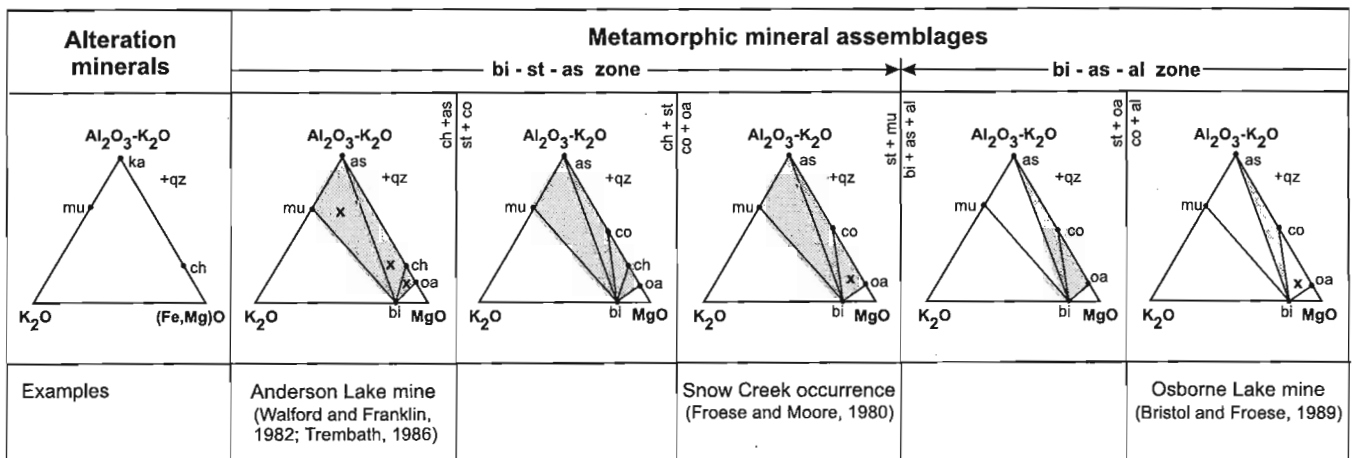 Alteration
minerals
Metamorphic mineral assemblages
bi - st - as zone
bi - as - al zone
Al₂O₃-K₂O
ka
+qz
mu
ch
K₂O
(Fe,Mg)O
Al₂O₃-K₂O
as
+qz
mu
x
x
ch
x
oa
bi
K₂O
MgO
ch +as
st + co
Al₂O₃-K₂O
as
+qz
mu
co
ch
oa
bi
K₂O
MgO
ch + st
co + oa
Al₂O₃-K₂O
as
+qz
mu
co
x
oa
bi
K₂O
MgO
st + mu
bi + as + al
Al₂O₃-K₂O
as
+qz
mu
co
oa
bi
K₂O
MgO
st + oa
co + al
Al₂O₃-K₂O
as
+qz
mu
co
x
oa
bi
K₂O
MgO
Examples
Anderson Lake mine
(Walford and Franklin,
1982; Trembath, 1986)
Snow Creek occurrence
(Froese and Moore, 1980)
Osborne Lake mine
(Bristol and Froese, 1989)